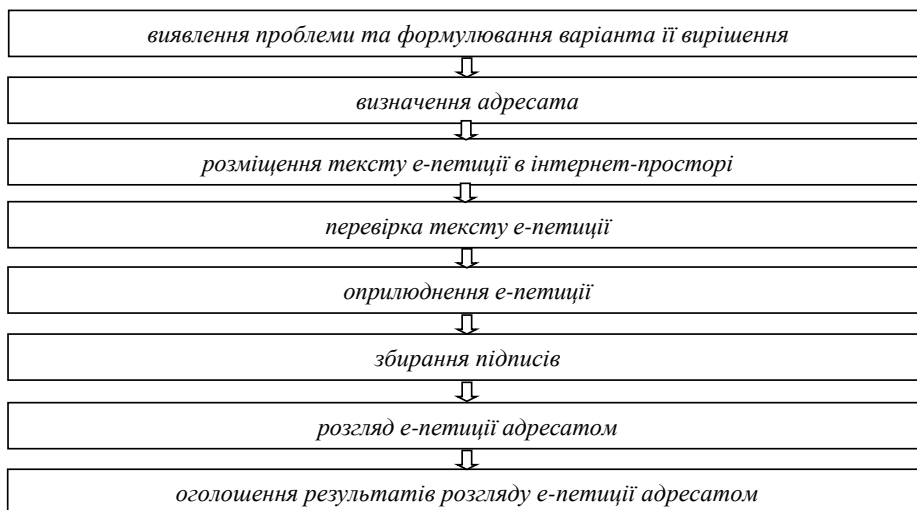 виявлення проблеми та формулювання варіанта її вирішення
визначення адресата
розміщення тексту е-петиції в інтернет-просторі
перевірка тексту е-петиції
оприлюднення е-петиції
збирання підписів
розгляд е-петиції адресатом
оголошення результатів розгляду е-петиції адресатом